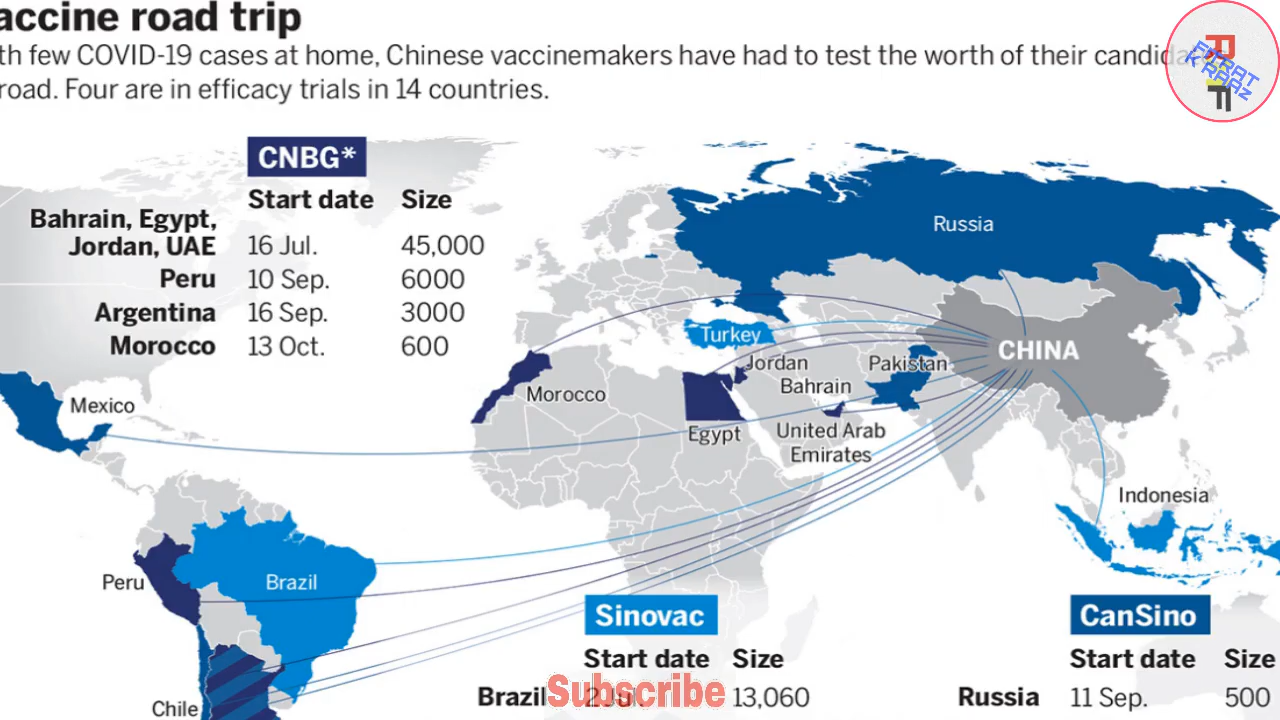 accine road trip
th few COVID-19 cases at home, Chinese vaccinemakers have had to test the worth of their candida
road. Four are in efficacy trials in 14 countries.
CNBG*
Start date Size
Bahrain, Egypt,
Jordan, UAE 16 Jul. 45,000
Peru 10 Sep. 6000
Argentina 16 Sep. 3000
Morocco 13 Oct. 600
Russia
Turkey
CHINA
Jordan
Pakistan
Bahrain
Morocco
Mexico
Egypt
United Arab
Emirates
Indonesia
Peru
Brazil
Chile
Sinovac
Start date Size
Brazil 2 Jul. 13,060
Subscribe
CanSino
Start date Size
Russia 11 Sep. 500